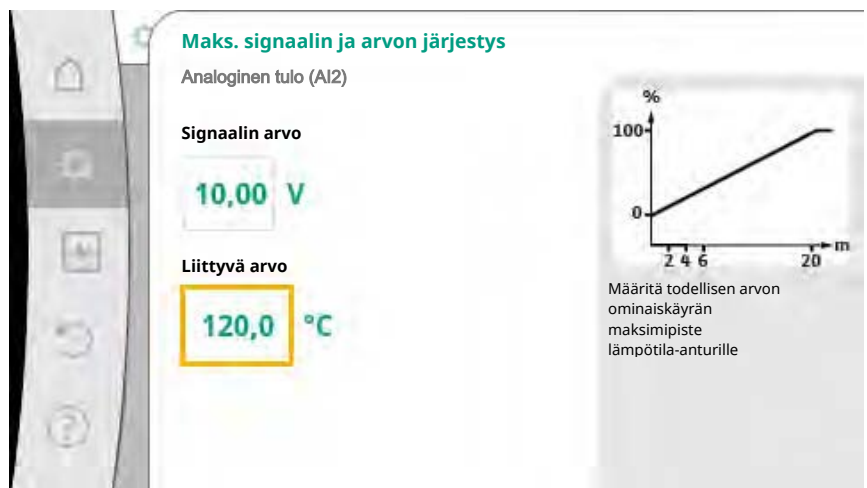 Maks. signaalin ja arvon järjestys
Analoginen tulo (AI2)
Signaalin arvo
10,00 V
Liittyvä arvo
120,0 °C
%
100
0
2 4 6 20 m
Määritä todellisen arvon
ominaiskäyrän
maksimipiste
lämpötila-anturille